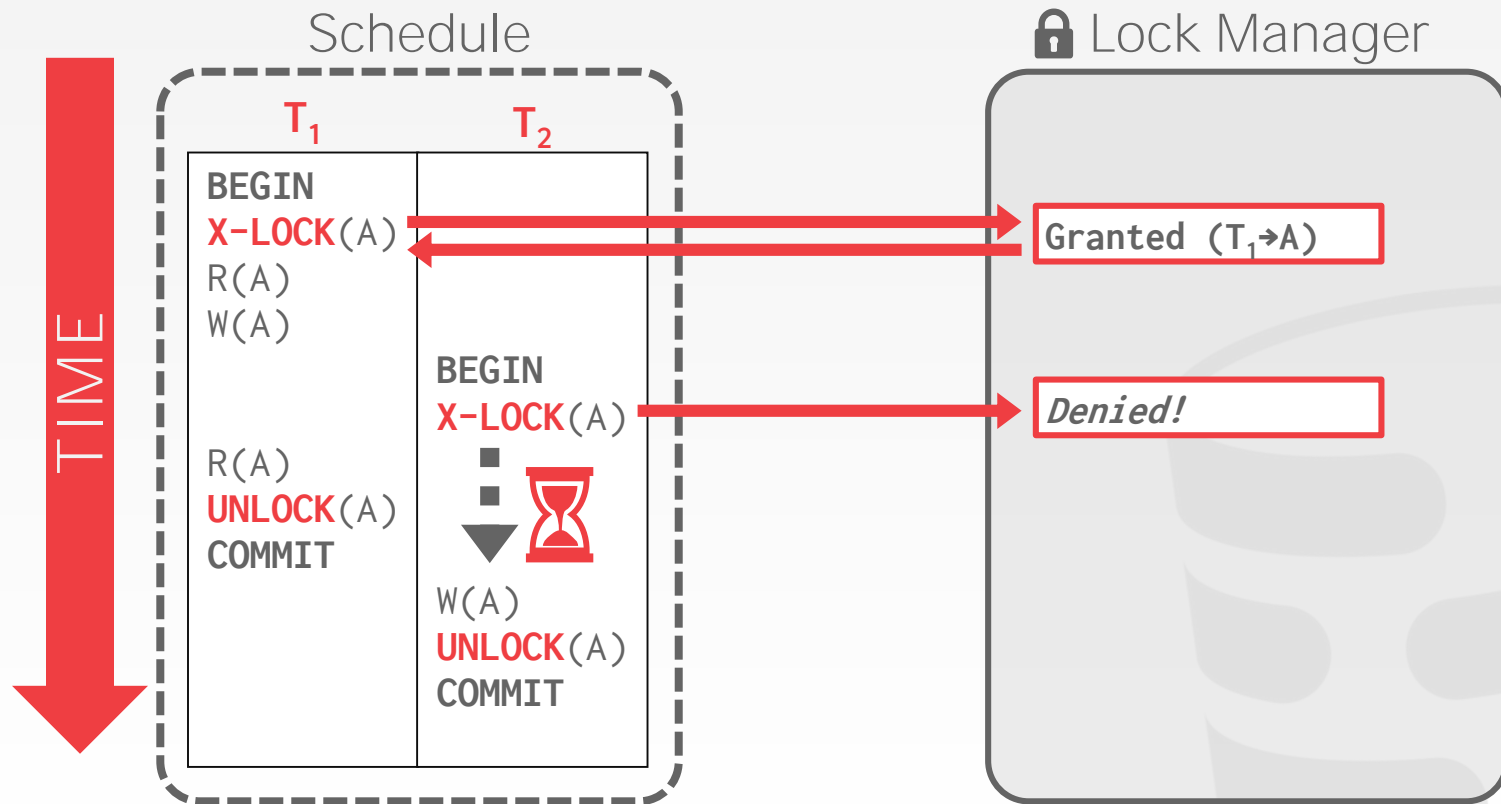 Schedule
Lock Manager
TIME
T₁ T₂
BEGIN
X-LOCK(A)
Granted (T₁→A)
R(A)
W(A)
BEGIN
X-LOCK(A)
Denied!
R(A)
UNLOCK(A)
COMMIT
W(A)
UNLOCK(A)
COMMIT